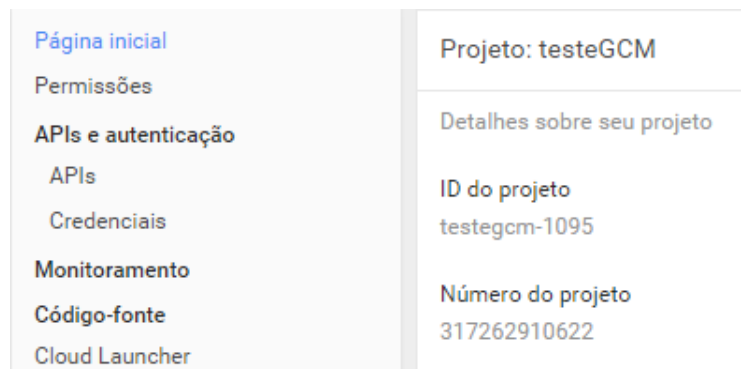 Página inicial
Permissões
APIs e autenticação
APIs
Credenciais
Monitoramento
Código-fonte
Cloud Launcher
Projeto: testeGCM
Detalhes sobre seu projeto
ID do projeto
testegcm-1095
Número do projeto
317262910622